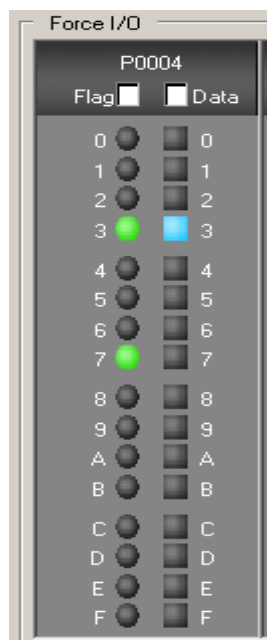 Force I/O
P0004
Flag Data
0 0
1 1
2 2
3 3
4 4
5 5
6 6
7 7
8 8
9 9
A A
B B
C C
D D
E E
F F